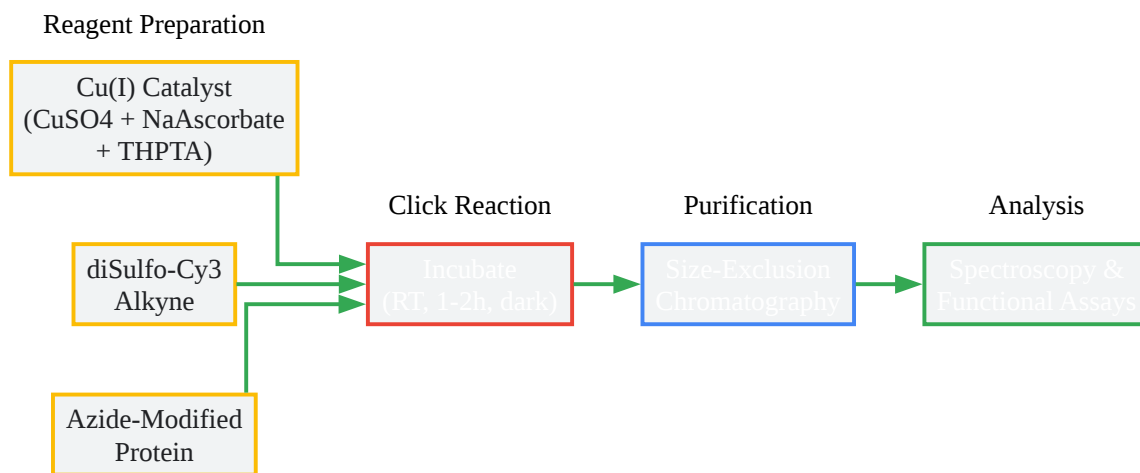 Reagent Preparation
Cu(I) Catalyst
(CuSO4 + NaAscorbate
+ THPTA)
diSulfo-Cy3
Alkyne
Azide-Modified
Protein
Click Reaction
Incubate
(RT, 1-2h, dark)
Purification
Size-Exclusion
Chromatography
Analysis
Spectroscopy &
Functional Assays